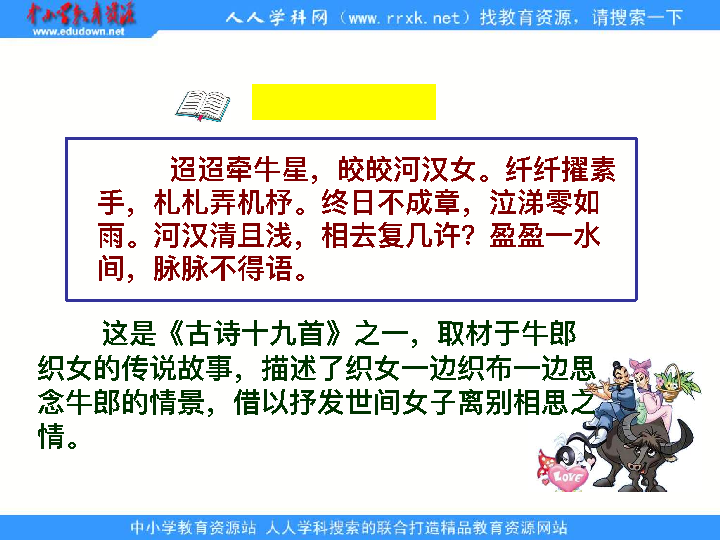 中小学教育资源
www.edudown.net
人人学科网（www.rrxk.net）找教育资源，请搜索一下
迢迢牵牛星，皎皎河汉女。纤纤擢素
手，札札弄机杼。终日不成章，泣涕零如
雨。河汉清且浅，相去复几许？盈盈一水
间，脉脉不得语。
这是《古诗十九首》之一，取材于牛郎
织女的传说故事，描述了织女一边织布一边思
念牛郎的情景，借以抒发世间女子离别相思之
情。
LOVE
中小学教育资源站 人人学科搜索的联合打造精品教育资源网站